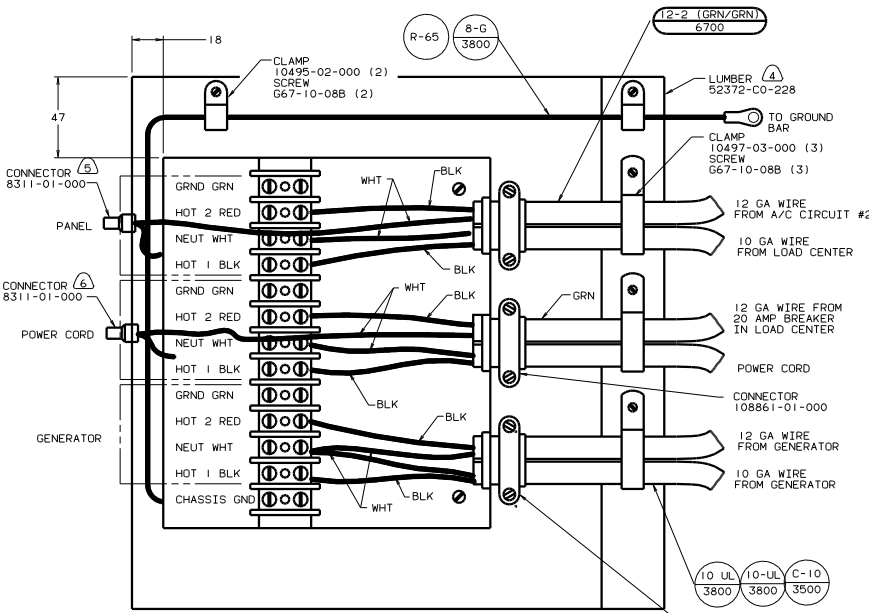 18
R-65
8-G
3800
12-2 (GRN/GRN)
6700
CLAMP
10495-02-000 (2)
SCREW
G67-10-08B (2)
LUMBER 4
52372-C0-228
47
TO GROUND
BAR
CLAMP
10497-03-000 (3)
SCREW
G67-10-08B (3)
CONNECTOR 5
8311-01-000
PANEL
GRND GRN
HOT 2 RED
NEUT WHT
HOT 1 BLK
WHT
BLK
BLK
12 GA WIRE
FROM A/C CIRCUIT #2
10 GA WIRE
FROM LOAD CENTER
CONNECTOR 6
8311-01-000
POWER CORD
GRND GRN
HOT 2 RED
NEUT WHT
HOT 1 BLK
WHT
BLK
GRN
BLK
12 GA WIRE FROM
20 AMP BREAKER
IN LOAD CENTER
POWER CORD
CONNECTOR
108861-01-000
GENERATOR
GRND GRN
HOT 2 RED
NEUT WHT
HOT 1 BLK
CHASSIS GND
BLK
BLK
WHT
12 GA WIRE
FROM GENERATOR
10 GA WIRE
FROM GENERATOR
10 UL
3800
10-UL
3800
C-10
3500